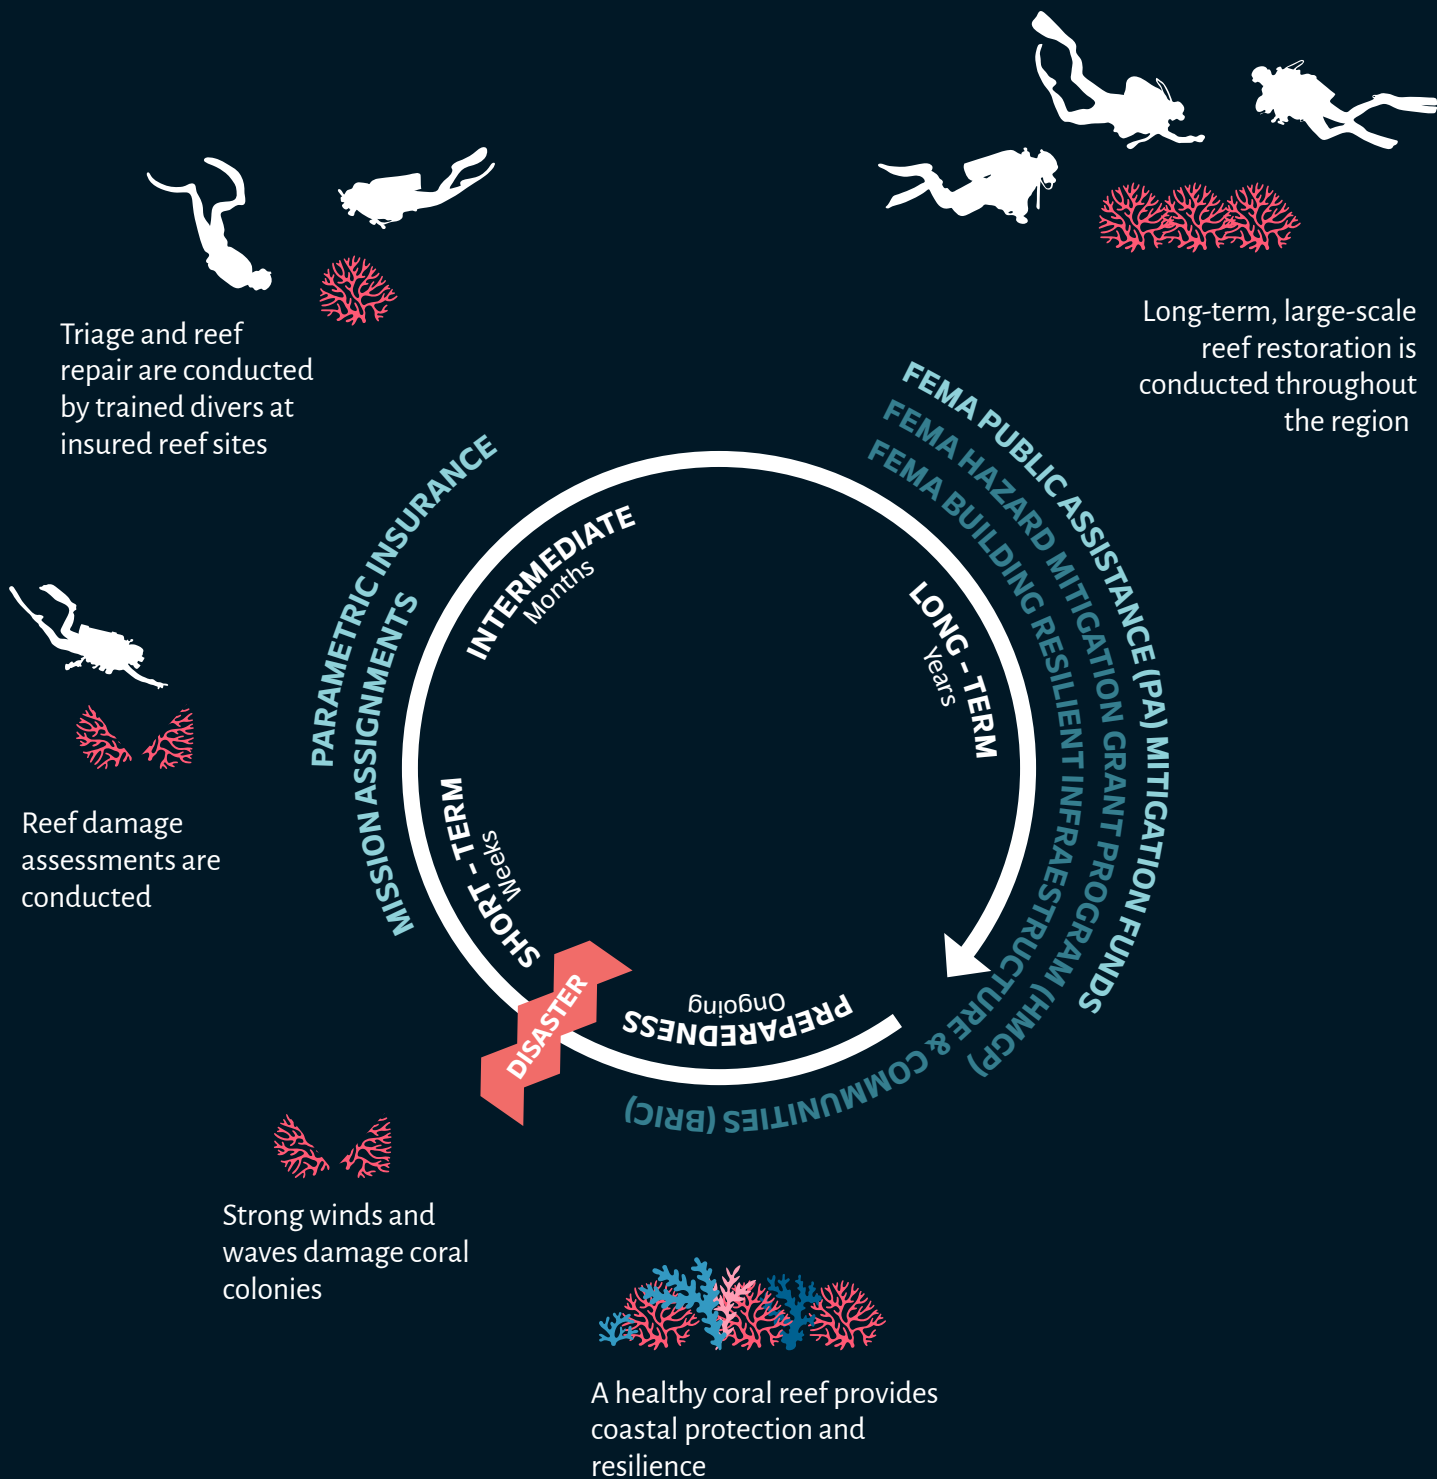 Triage and reef
repair are conducted
by trained divers at
insured reef sites
Long-term, large-scale
reef restoration is
conducted throughout
the region
PARAMETRIC INSURANCE
MISSION ASSIGNMENTS
FEMA PUBLIC ASSISTANCE (PA) MITIGATION FUNDS
FEMA HAZARD MITIGATION GRANT PROGRAM (HMGP)
FEMA BUILDING RESILIENT INFRAESTRUCTURE & COMMUNITIES (BRIC)
INTERMEDIATE
Months
LONG - TERM
Years
SHORT - TERM
Weeks
Reef damage
assessments are
conducted
DISASTER
PREPAREDNESS
Ongoing
Strong winds and
waves damage coral
colonies
A healthy coral reef provides
coastal protection and
resilience